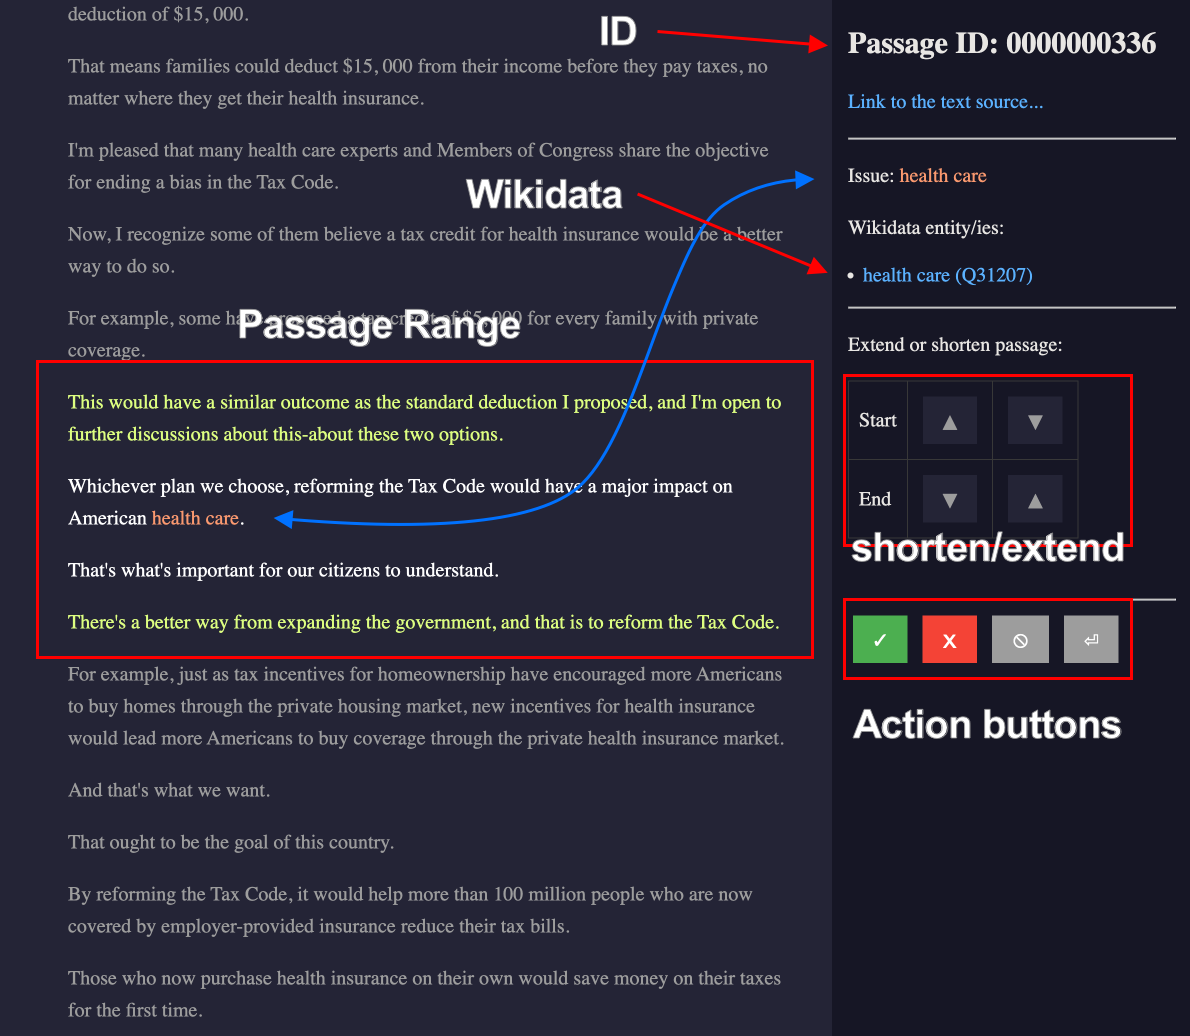 deduction of $15, 000.
That means families could deduct $15, 000 from their income before they pay taxes, no
matter where they get their health insurance.
I'm pleased that many health care experts and Members of Congress share the objective
for ending a bias in the Tax Code.
Now, I recognize some of them believe a tax credit for health insurance would be a better
way to do so.
For example, some have proposed a tax credit of $5, 000 for every family with private
coverage.
This would have a similar outcome as the standard deduction I proposed, and I'm open to
further discussions about this-about these two options.
Whichever plan we choose, reforming the Tax Code would have a major impact on
American health care.
That's what's important for our citizens to understand.
There's a better way from expanding the government, and that is to reform the Tax Code.
For example, just as tax incentives for homeownership have encouraged more Americans
to buy homes through the private housing market, new incentives for health insurance
would lead more Americans to buy coverage through the private health insurance market.
And that's what we want.
That ought to be the goal of this country.
By reforming the Tax Code, it would help more than 100 million people who are now
covered by employer-provided insurance reduce their tax bills.
Those who now purchase health insurance on their own would save money on their taxes
for the first time.
ID
Wikidata
Passage Range
Passage ID: 0000000336
Link to the text source...
Issue: health care
Wikidata entity/ies:
• health care (Q31207)
Extend or shorten passage:
Start ▲ ▼
End ▼ ▲
shorten/extend
✓ X 🛇 ⏎
Action buttons